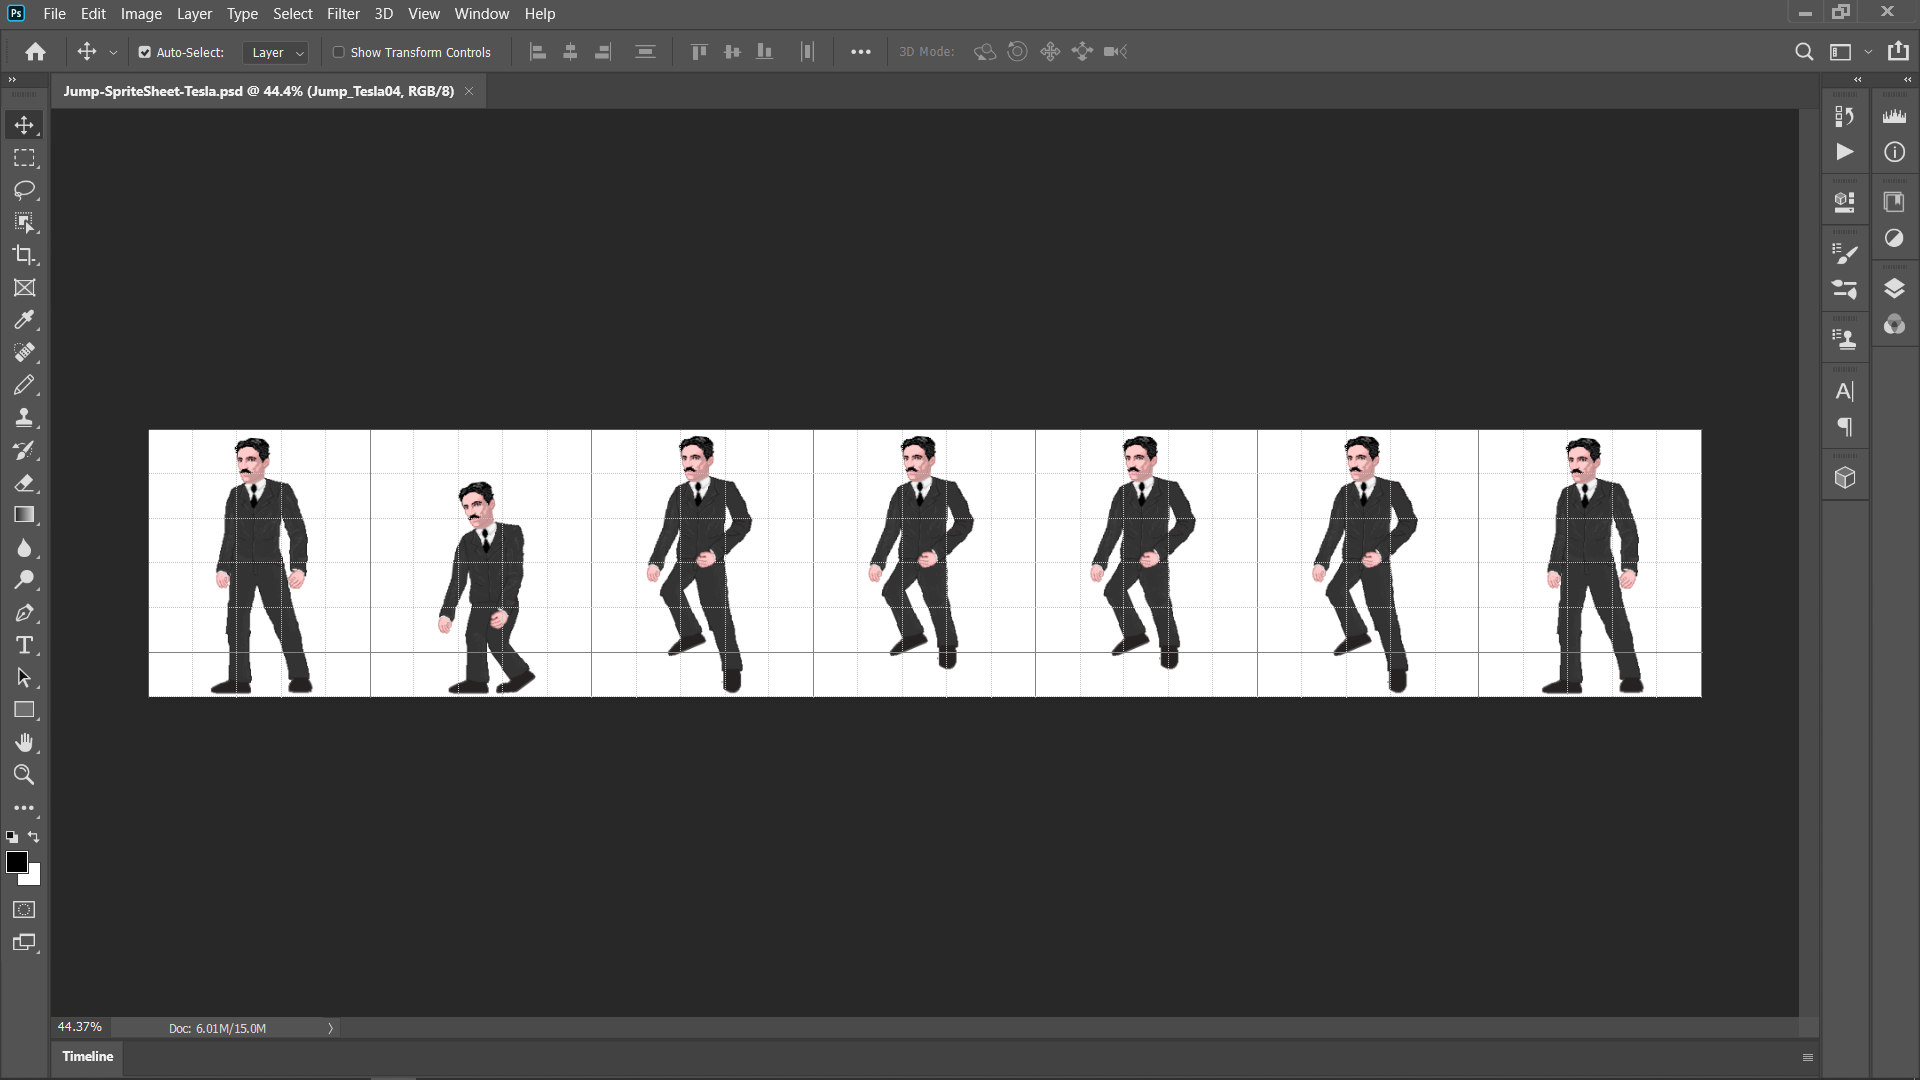 Ps File Edit Image Layer Type Select Filter 3D View Window Help
Auto-Select: Layer Show Transform Controls 3D Mode:
Jump-SpriteSheet-Tesla.psd @ 44.4% (Jump_Tesla04, RGB/8)
44.37% Doc: 6.01M/15.0M
Timeline